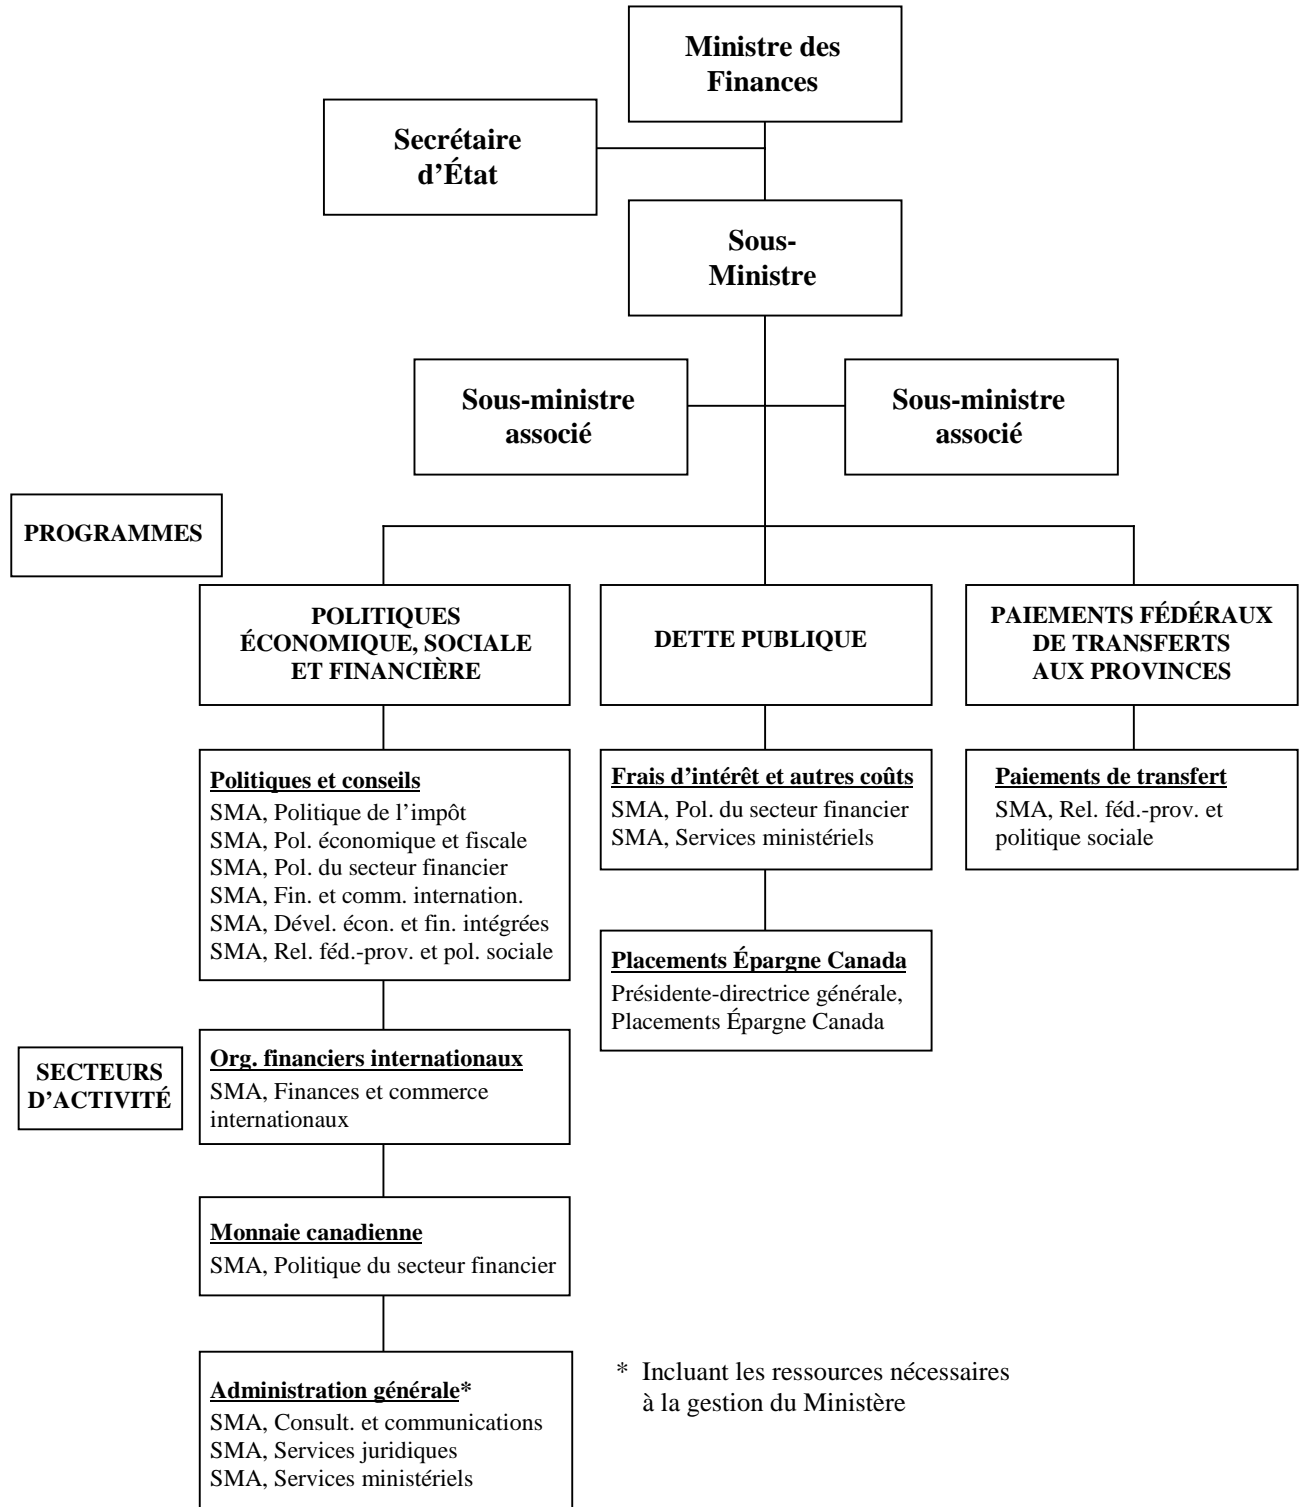 Ministre des
Finances
Secrétaire
d’État
Sous-
Ministre
Sous-ministre
associé
Sous-ministre
associé
PROGRAMMES
POLITIQUES
ÉCONOMIQUE, SOCIALE
ET FINANCIÈRE
DETTE PUBLIQUE
PAIEMENTS FÉDÉRAUX
DE TRANSFERTS
AUX PROVINCES
Politiques et conseils
SMA, Politique de l’impôt
SMA, Pol. économique et fiscale
SMA, Pol. du secteur financier
SMA, Fin. et comm. internation.
SMA, Dével. écon. et fin. intégrées
SMA, Rel. féd.-prov. et pol. sociale
Frais d’intérêt et autres coûts
SMA, Pol. du secteur financier
SMA, Services ministériels
Paiements de transfert
SMA, Rel. féd.-prov. et
politique sociale
Placements Épargne Canada
Présidente-directrice générale,
Placements Épargne Canada
SECTEURS
D’ACTIVITÉ
Org. financiers internationaux
SMA, Finances et commerce
internationaux
Monnaie canadienne
SMA, Politique du secteur financier
Administration générale*
SMA, Consult. et communications
SMA, Services juridiques
SMA, Services ministériels
* Incluant les ressources nécessaires
à la gestion du Ministère